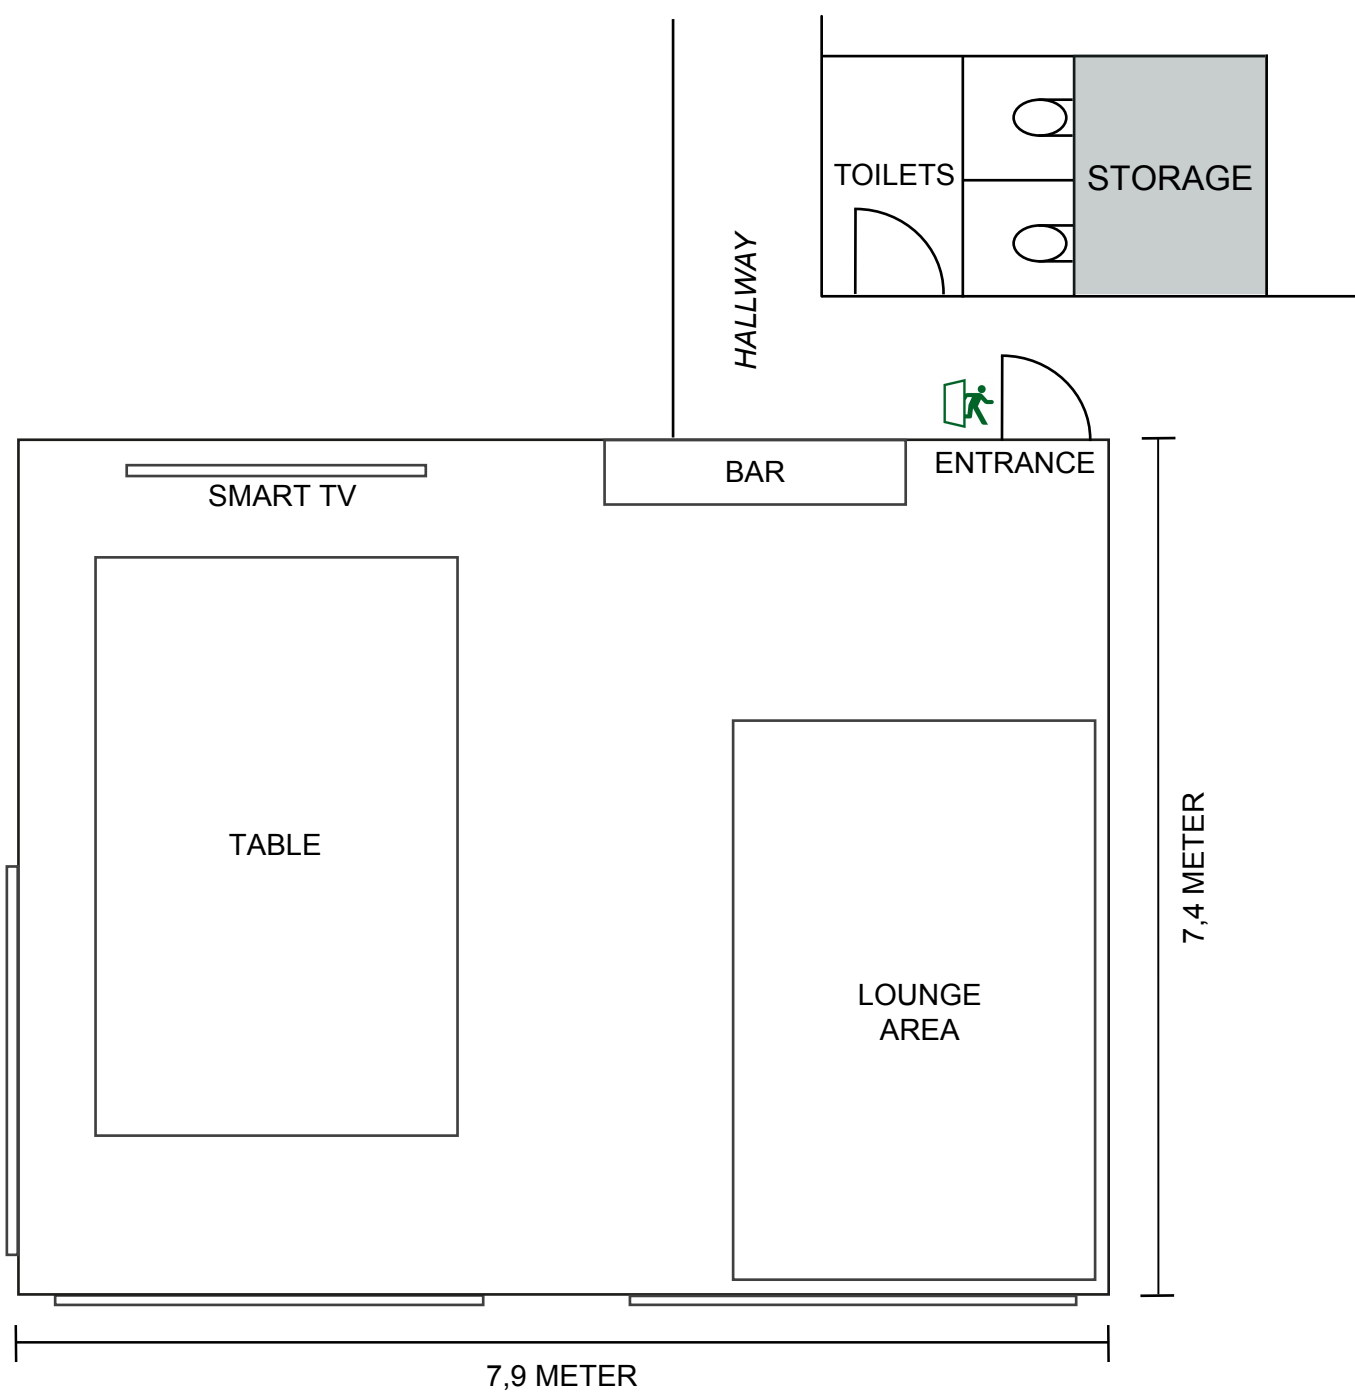 TOILETS
STORAGE
HALLWAY
BAR
ENTRANCE
SMART TV
TABLE
LOUNGE
AREA
7,4 METER
7,9 METER